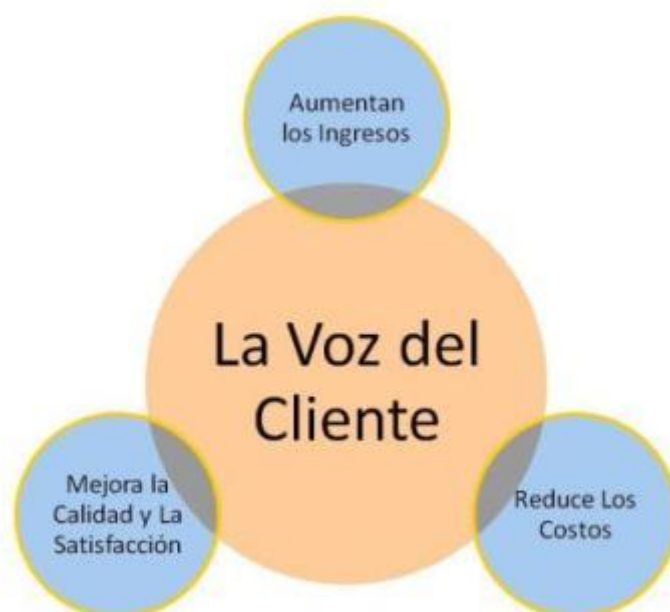 Aumentan
los Ingresos
La Voz del
Cliente
Mejora la
Calidad y La
Satisfacción
Reduce Los
Costos